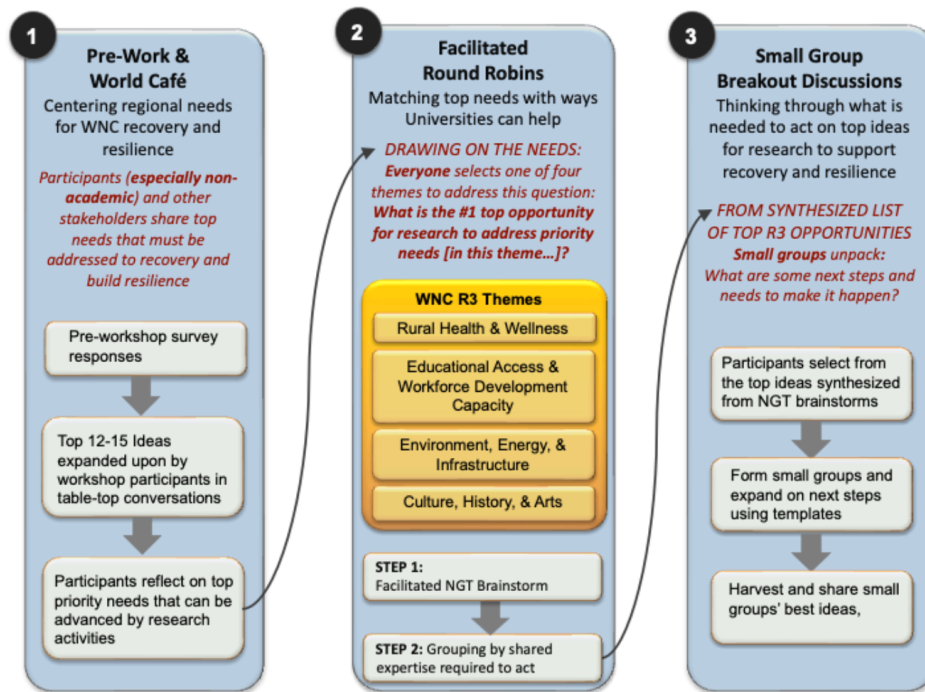 1
Pre-Work &
World Café
Centering regional needs
for WNC recovery and
resilience
Participants (especially non-
academic) and other
stakeholders share top
needs that must be
addressed to recovery and
build resilience
Pre-workshop survey
responses
Top 12-15 Ideas
expanded upon by
workshop participants in
table-top conversations
Participants reflect on top
priority needs that can be
advanced by research
activities
2
Facilitated
Round Robins
Matching top needs with ways
Universities can help
DRAWING ON THE NEEDS:
Everyone selects one of four
themes to address this question:
What is the #1 top opportunity
for research to address priority
needs [in this theme...]?
WNC R3 Themes
Rural Health & Wellness
Educational Access &
Workforce Development
Capacity
Environment, Energy, &
Infrastructure
Culture, History, & Arts
STEP 1:
Facilitated NGT Brainstorm
STEP 2: Grouping by shared
expertise required to act
3
Small Group
Breakout Discussions
Thinking through what is
needed to act on top ideas
for research to support
recovery and resilience
FROM SYNTHESIZED LIST
OF TOP R3 OPPORTUNITIES
Small groups unpack:
What are some next steps and
needs to make it happen?
Participants select from
the top ideas synthesized
from NGT brainstorms
Form small groups and
expand on next steps
using templates
Harvest and share small
groups' best ideas,